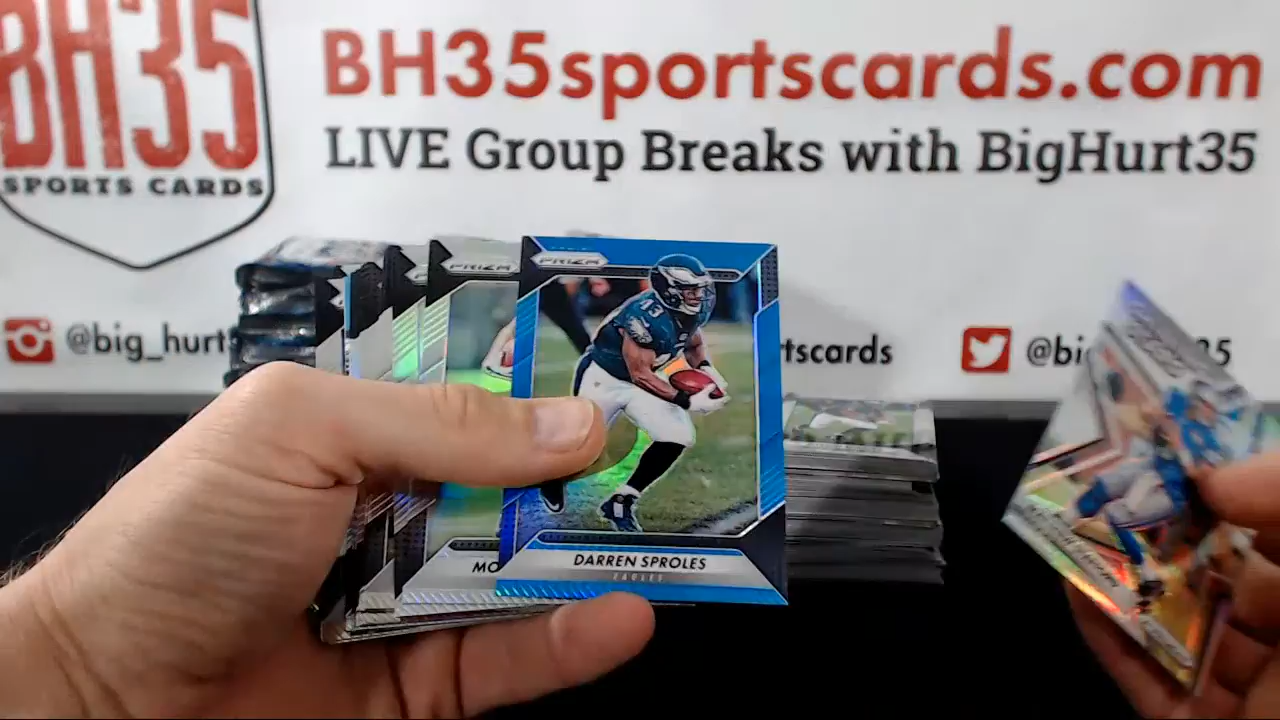 BH35
SPORTS CARDS
BH35sportscards.com
LIVE Group Breaks with BigHurt35
@big_hurt
tscards
@bi
35
PRIZM
PRIZM
43
MO
DARREN SPROLES
EAGLES